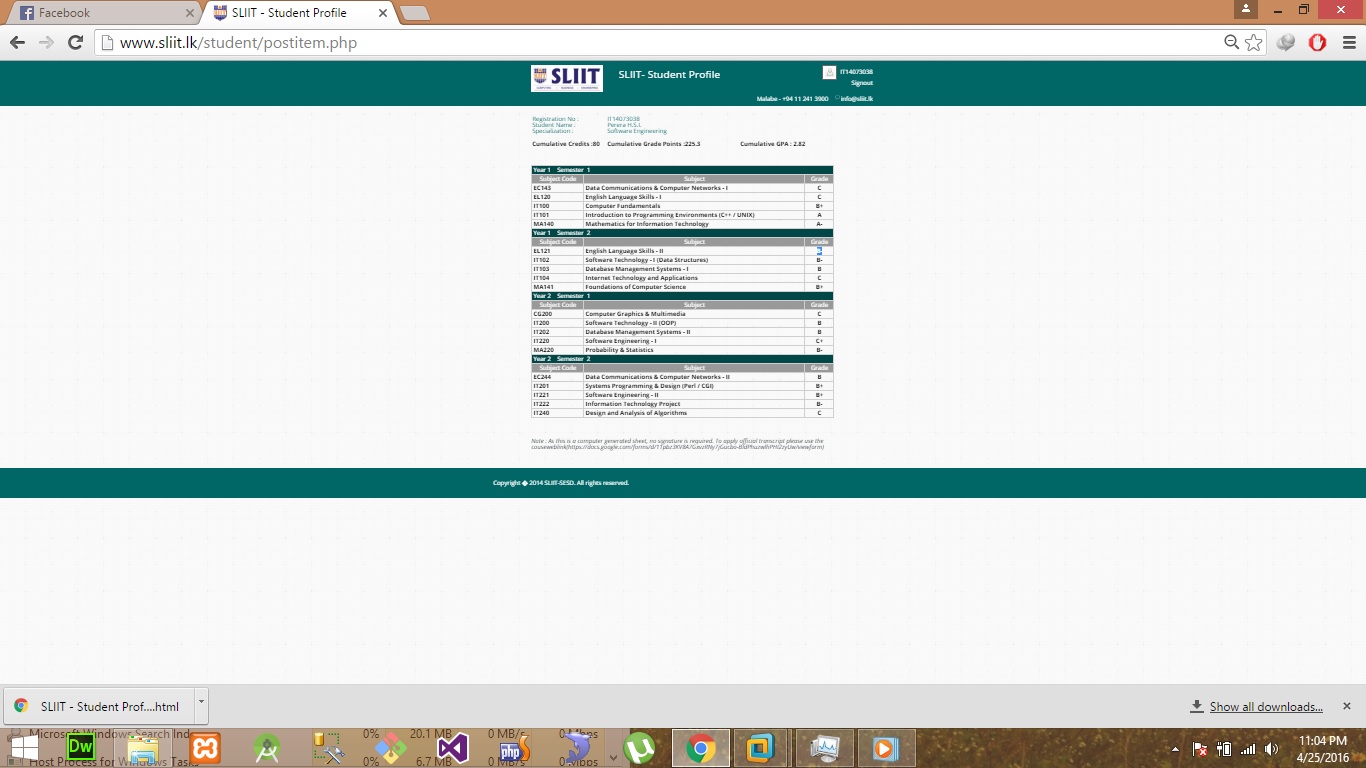 Facebook
SLIIT - Student Profile
www.sliit.lk/student/postitem.php
SLIIT
SLIIT- Student Profile
IT14073038
Signout
Malabe - +94 11 241 3900 info@sliit.lk
Registration No : IT14073038
Student Name : Perera H.S.I.
Specialization : Software Engineering
Cumulative Credits :80 Cumulative Grade Points :225.3 Cumulative GPA : 2.82
Year 1 Semester 1
Subject Code Subject Grade
EC143 Data Communications & Computer Networks - I C
EL120 English Language Skills - I C
IT100 Computer Fundamentals B+
IT101 Introduction to Programming Environments (C++ / UNIX) A
MA140 Mathematics for Information Technology A-
Year 1 Semester 2
Subject Code Subject Grade
EL121 English Language Skills - II
IT102 Software Technology - I (Data Structures) B-
IT103 Database Management Systems - I B
IT104 Internet Technology and Applications C
MA141 Foundations of Computer Science B+
Year 2 Semester 1
Subject Code Subject Grade
CG200 Computer Graphics & Multimedia C
IT200 Software Technology - II (OOP) B
IT202 Database Management Systems - II B
IT220 Software Engineering - I C+
MA220 Probability & Statistics B-
Year 2 Semester 2
Subject Code Subject Grade
EC244 Data Communications & Computer Networks - II B
IT201 Systems Programming & Design (Perl / CGI) B+
IT221 Software Engineering - II B+
IT222 Information Technology Project B-
IT240 Design and Analysis of Algorithms C
Note : As this is a computer generated sheet, no signature is required. To apply official transcript please use the
Copyright � 2014 SLIIT-SESD. All rights reserved.
SLIIT - Student Prof....html
Show all downloads...
Microsoft Windows Search Ind 0% 20.1 MB 0 MB/s 0 Mbps
Host Process for Windows Task 0% 6.7 MB 0 MB/s 0 Mbps
Dw
php
11:04 PM
4/25/2016